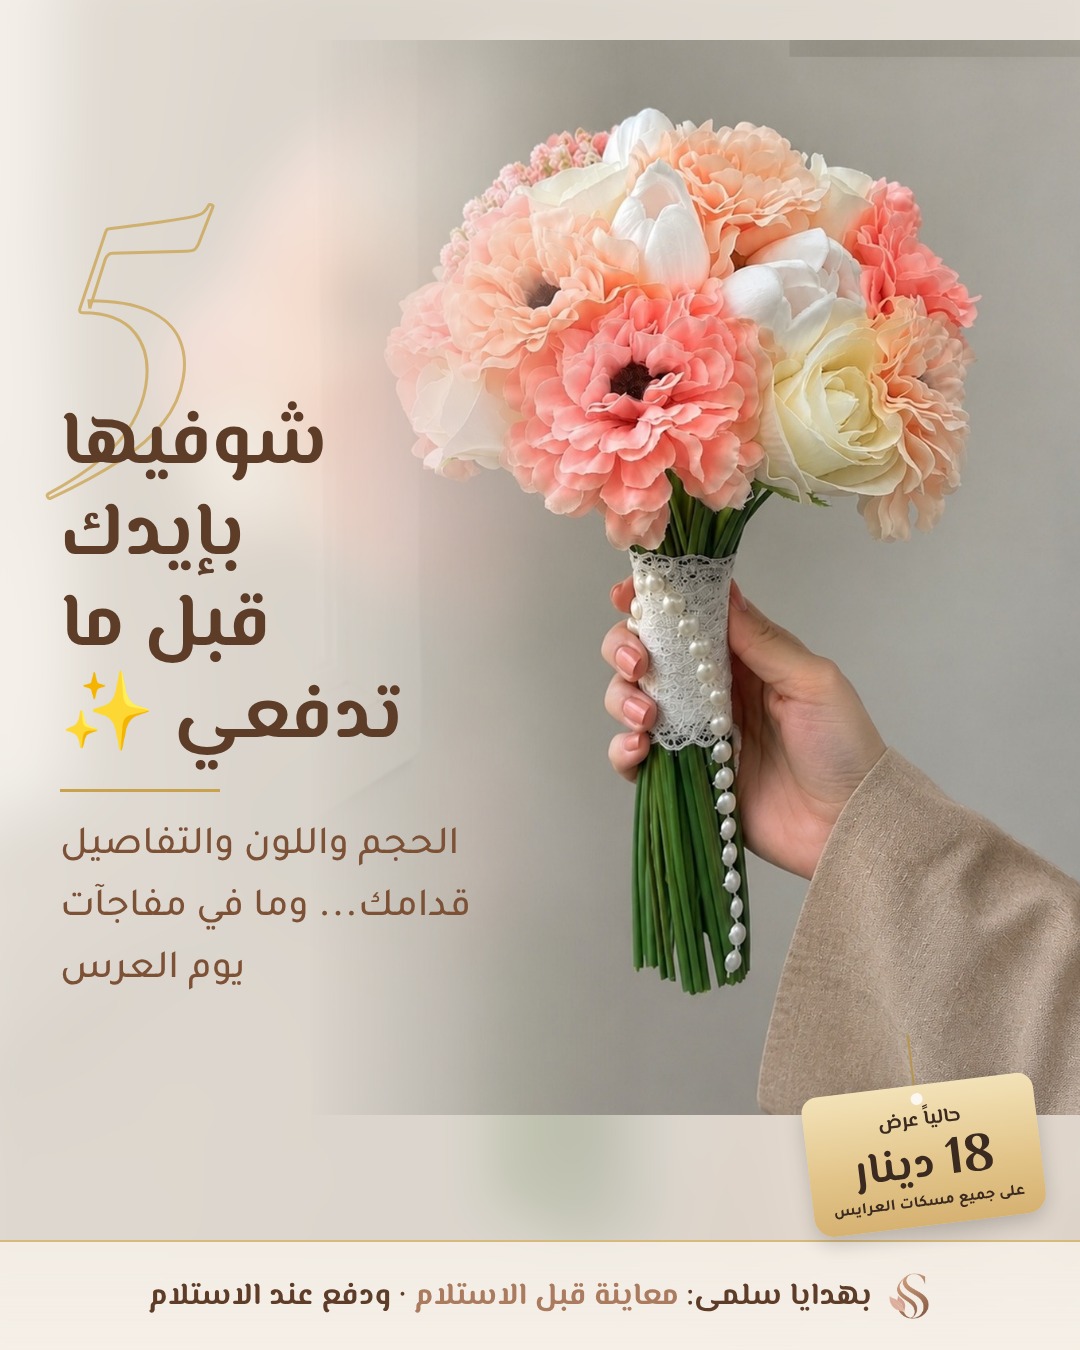 5
شوفيها
بإيدك
قبل ما
تدفعي ✨
الحجم واللون والتفاصيل
قدامك... وما في مفاجآت
يوم العرس
حالياً عرض
18 دينار
على جميع مسكات العرايس
بهدايا سلمى: معاينة قبل الاستلام · ودفع عند الاستلام